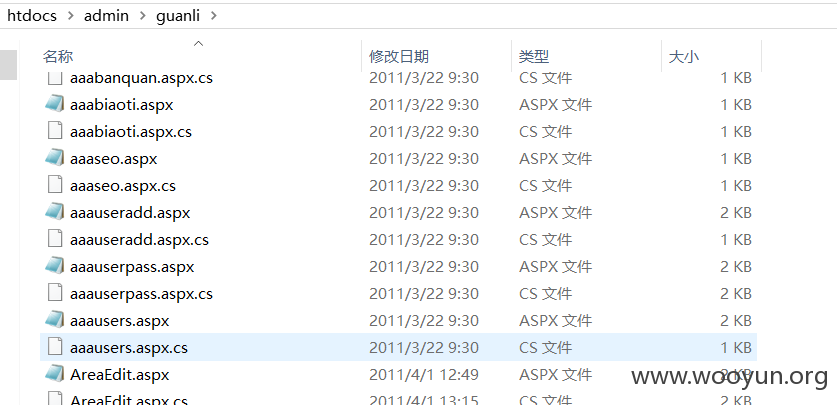 htdocs > admin > guanli >
名称 修改日期 类型 大小
aaabanquan.aspx.cs 2011/3/22 9:30 CS 文件 1 KB
aaabiaoti.aspx 2011/3/22 9:30 ASPX 文件 1 KB
aaabiaoti.aspx.cs 2011/3/22 9:30 CS 文件 1 KB
aaaseo.aspx 2011/3/22 9:30 ASPX 文件 1 KB
aaaseo.aspx.cs 2011/3/22 9:30 CS 文件 1 KB
aaauseradd.aspx 2011/3/22 9:30 ASPX 文件 2 KB
aaauseradd.aspx.cs 2011/3/22 9:30 CS 文件 1 KB
aaauserpass.aspx 2011/3/22 9:30 ASPX 文件 2 KB
aaauserpass.aspx.cs 2011/3/22 9:30 CS 文件 1 KB
aaausers.aspx 2011/3/22 9:30 ASPX 文件 2 KB
aaausers.aspx.cs 2011/3/22 9:30 CS 文件 1 KB
AreaEdit.aspx 2011/4/1 12:49 ASPX 文件 2 KB
www.wooyun.org
AreaEdit.aspx.cs 2011/4/1 13:15 CS 文件 2 KB